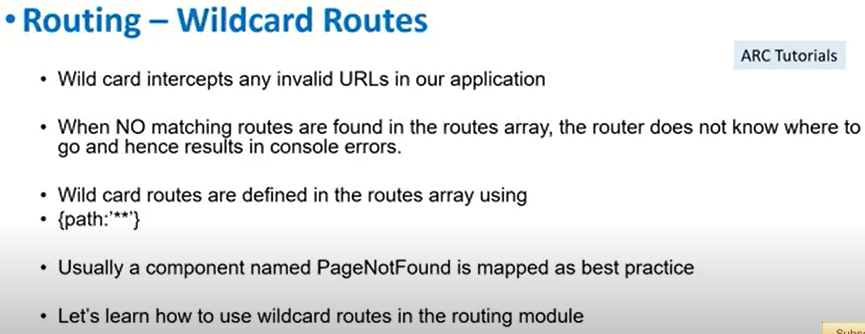 • Routing – Wildcard Routes
ARC Tutorials
• Wild card intercepts any invalid URLs in our application
• When NO matching routes are found in the routes array, the router does not know where to
go and hence results in console errors.
• Wild card routes are defined in the routes array using
• {path:'**'}
• Usually a component named PageNotFound is mapped as best practice
• Let's learn how to use wildcard routes in the routing module